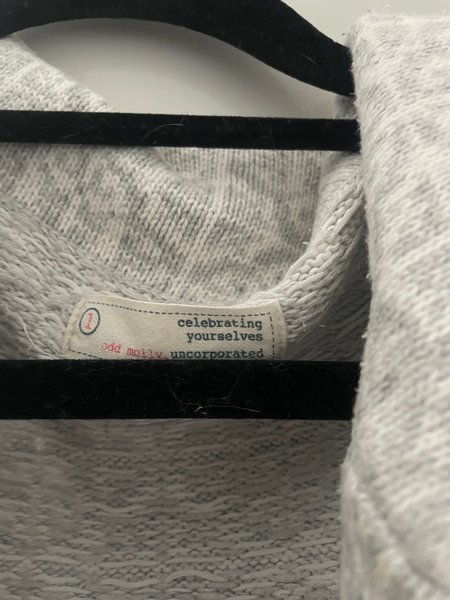 1
celebrating
yourselves
odd molly uncorporated